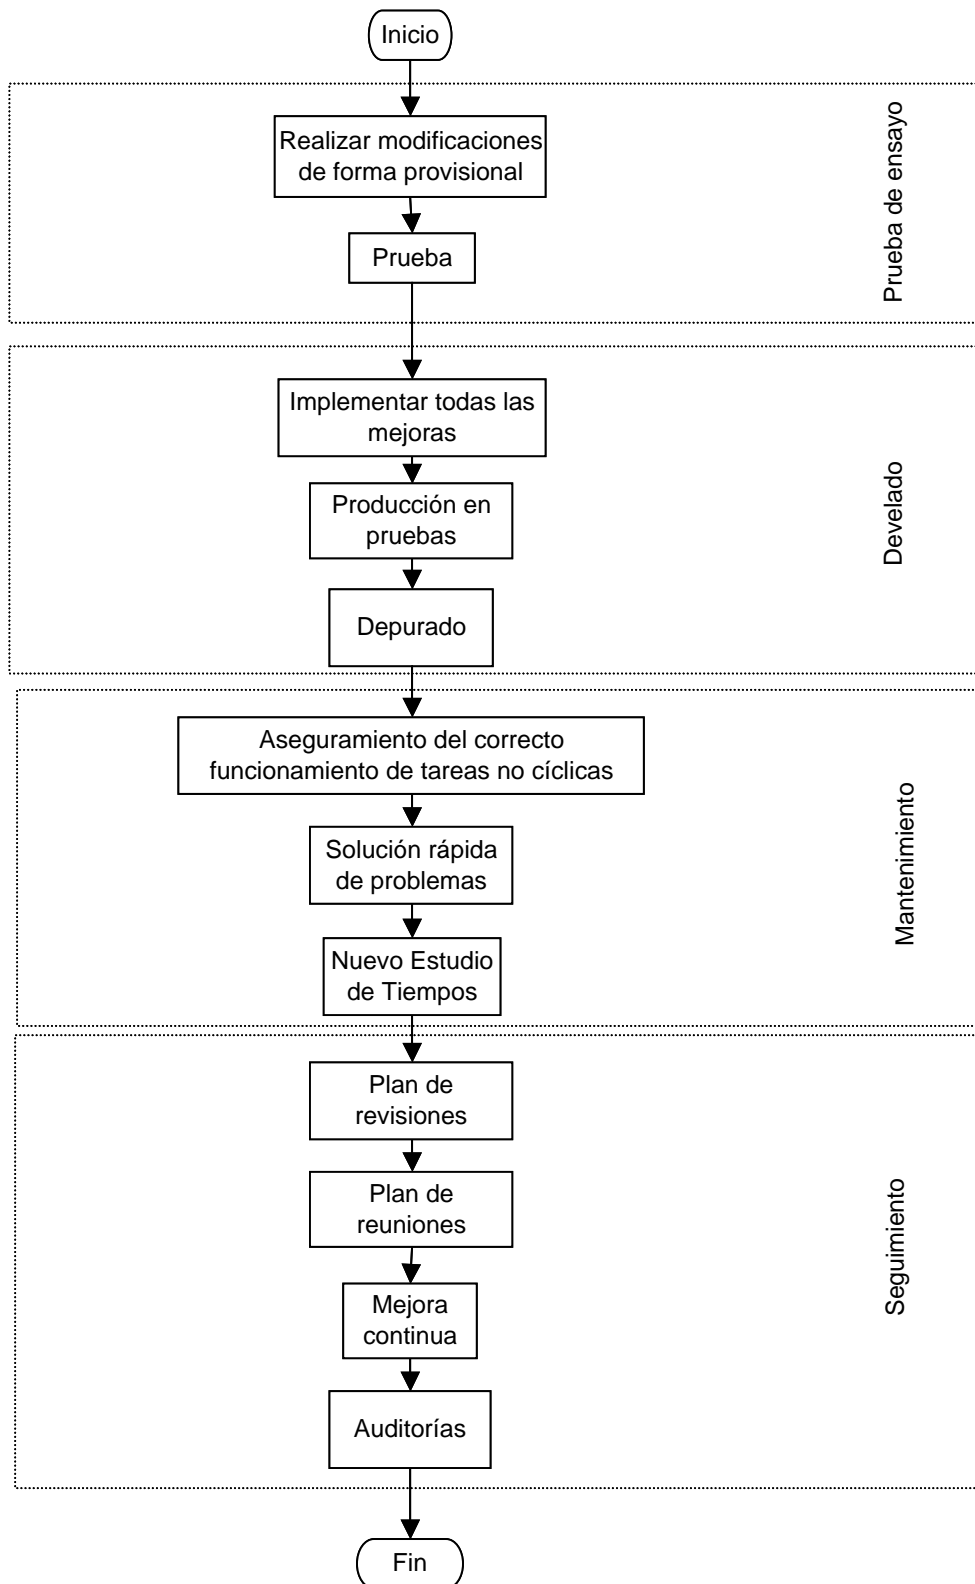 Inicio
Realizar modificaciones
de forma provisional
Prueba
Prueba de ensayo
Implementar todas las
mejoras
Producción en
pruebas
Depurado
Develado
Aseguramiento del correcto
funcionamiento de tareas no cíclicas
Solución rápida
de problemas
Nuevo Estudio
de Tiempos
Mantenimiento
Plan de
revisiones
Plan de
reuniones
Mejora
continua
Auditorías
Seguimiento
Fin